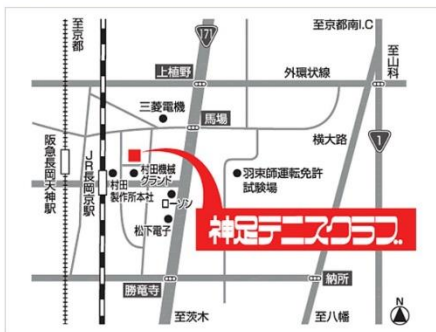 至京都
至京都南I.C
至山科
171
上植野
外環状線
三菱電機
馬場
横大路
1
阪急長岡天神駅
JR長岡京駅
村田機械
グランド
村田
製作所本社
ローソン
羽束師運転免許
試験場
松下電子
神足テニスクラブ..
勝竜寺
納所
至茨木
至八幡
N